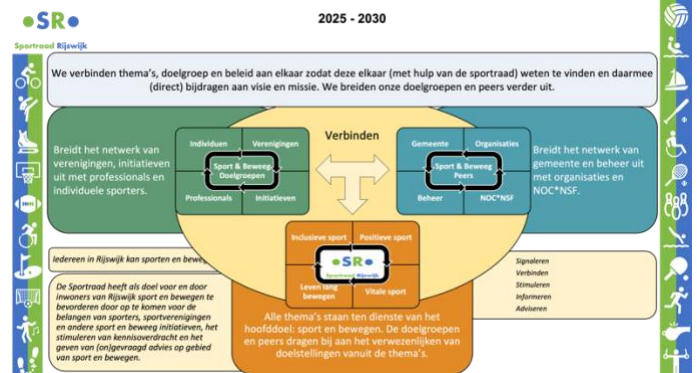 SR
Sportraad Rijswijk
2025 - 2030
We verbinden thema's, doelgroep en beleid aan elkaar zodat deze elkaar (met hulp van de sportraad) weten te vinden en daarmee
(direct) bijdragen aan visie en missie. We breiden onze doelgroepen en peers verder uit.
Breidt het netwerk van
verenigingen, initiatieven
uit met professionals en
individuele sporters.
Individuen
Verenigingen
Sport & Beweeg
Doelgroepen
Professionals
Initiatieven
Verbinden
Gemeente
Organisaties
Sport & Beweeg
Peers
Beheer
NOC*NSF
Breidt het netwerk van
gemeente en beheer uit
met organisaties en
NOC*NSF.
Inclusieve sport
Positieve sport
SR
Sportraad Rijswijk
Leven lang
bewegen
Vitale sport
Alle thema's staan ten dienste van het
hoofddoel: sport en bewegen. De doelgroepen
en peers dragen bij aan het verwezenlijken van
doelstellingen vanuit de thema's.
Iedereen in Rijswijk kan sporten en
De Sportraad heeft als doel voor en door
inwoners van Rijswijk sport en bewegen te
bevorderen door op te komen voor de
belangen van sporters, sportverenigingen
en andere sport en beweeg initiatieven, het
stimuleren van kennisoverdracht en het
geven van (on)gevraagd advies op gebied
van sport en bewegen.
Signaleren
Verbinden
Stimuleren
Informeren
Adviseren